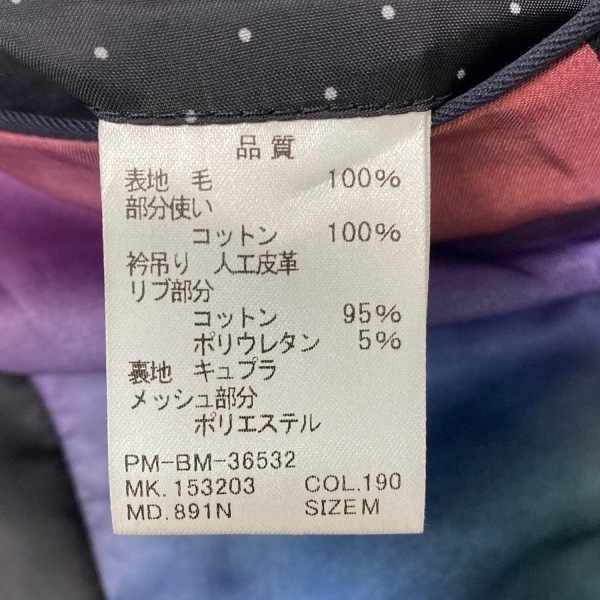 品質
表地 毛 100%
部分使い
コットン 100%
衿吊り 人工皮革
リブ部分
コットン 95%
ポリウレタン 5%
裏地 キュプラ
メッシュ部分
ポリエステル
PM-BM-36532
MK. 153203 COL.190
MD. 891N SIZE M